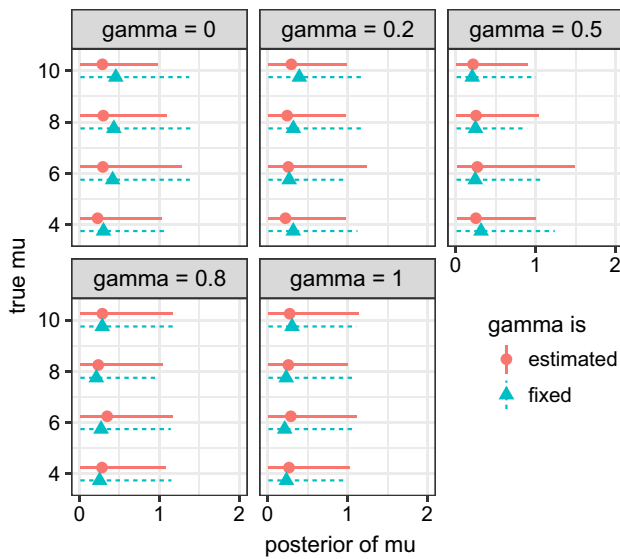 gamma = 0
gamma = 0.2
gamma = 0.5
10
8
6
4
0
1
2
gamma = 0.8
gamma = 1
10
8
6
4
0
1
2
0
1
2
true mu
posterior of mu
gamma is
estimated
fixed